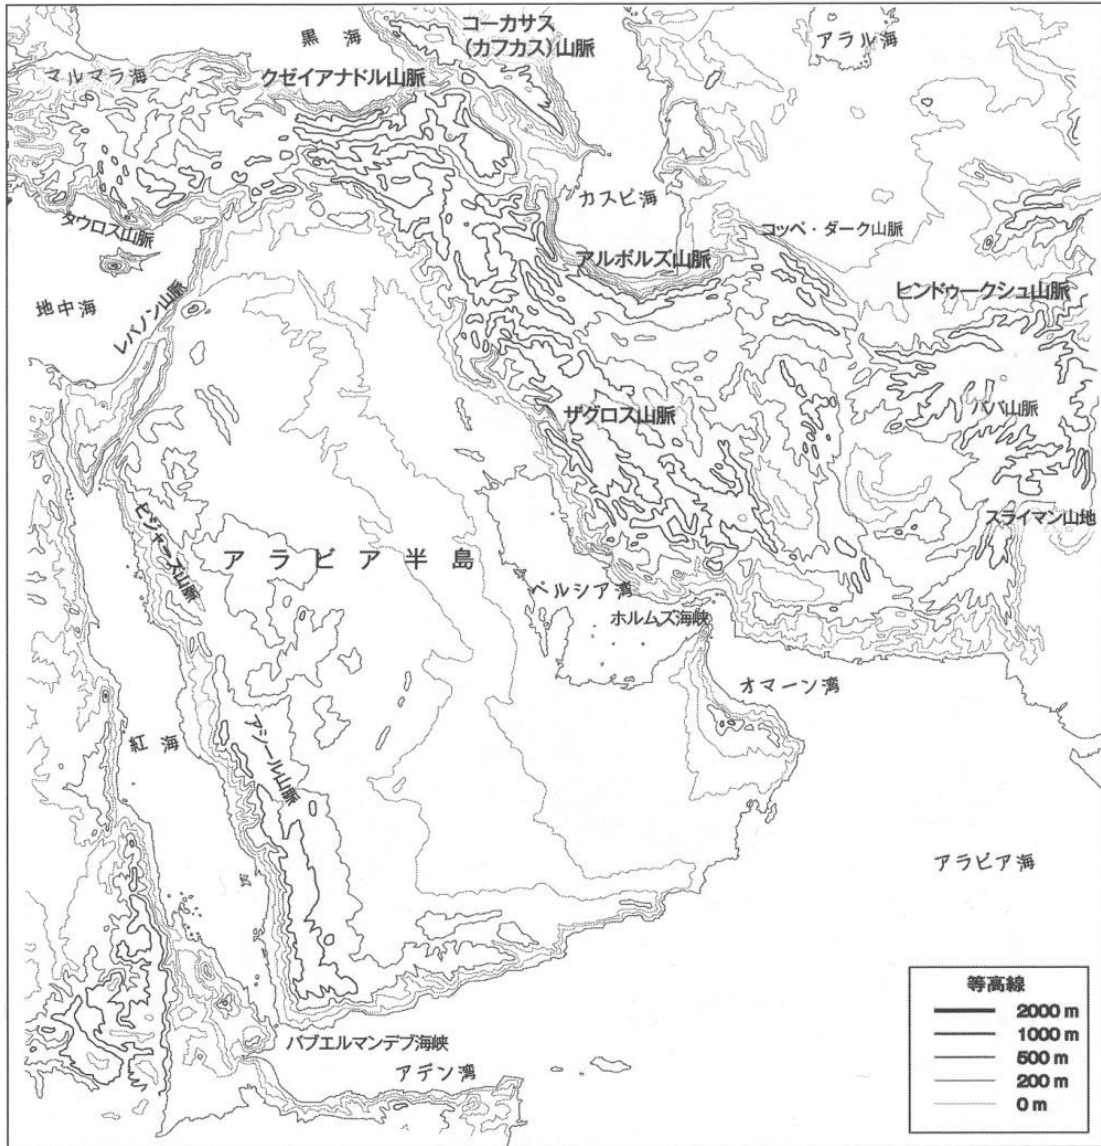 コーカサス
(カフカス)山脈
黒海
アラル海
マルマラ海
クゼイアナドル山脈
カスピ海
コッペ・ダーク山脈
タウロス山脈
アルボルズ山脈
ヒンドゥークシュ山脈
地中海
レバノン山脈
ザグロス山脈
ババ山脈
スライマン山地
ヒジャーズ山脈
アラビア半島
ペルシア湾
ホルムズ海峡
オマーン湾
紅海
アシール山脈
アラビア海
バブエルマンデブ海峡
アデン湾
等高線
2000 m
1000 m
500 m
200 m
0 m